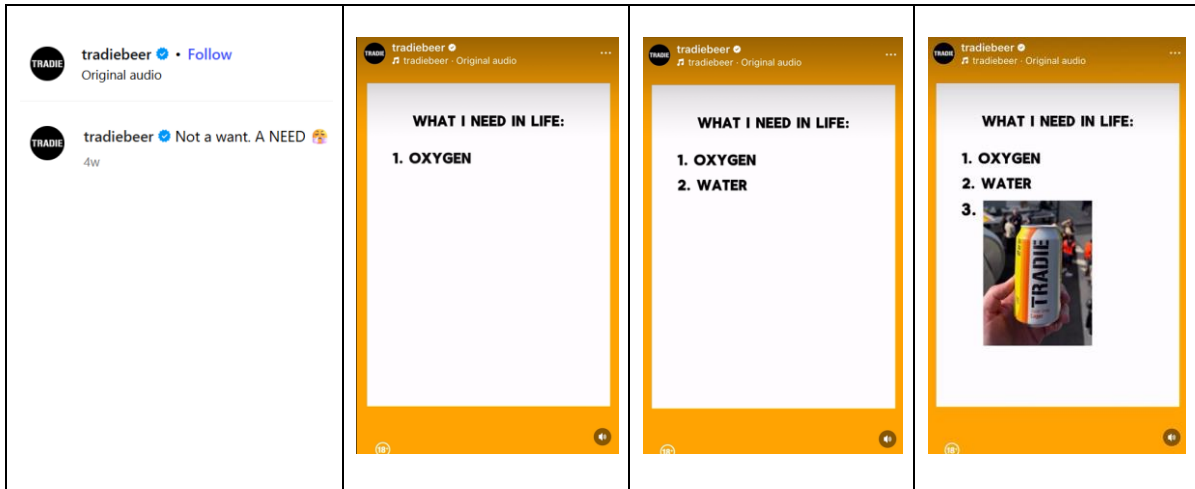 TRADIE
tradiebeer • Follow
Original audio
TRADIE
tradiebeer Not a want. A NEED
4w
TRADIE
tradiebeer
tradiebeer · Original audio
WHAT I NEED IN LIFE:
1. OXYGEN
18+
TRADIE
tradiebeer
tradiebeer · Original audio
WHAT I NEED IN LIFE:
1. OXYGEN
2. WATER
18+
TRADIE
tradiebeer
tradiebeer · Original audio
WHAT I NEED IN LIFE:
1. OXYGEN
2. WATER
3.
TRADIE
Lager
18+